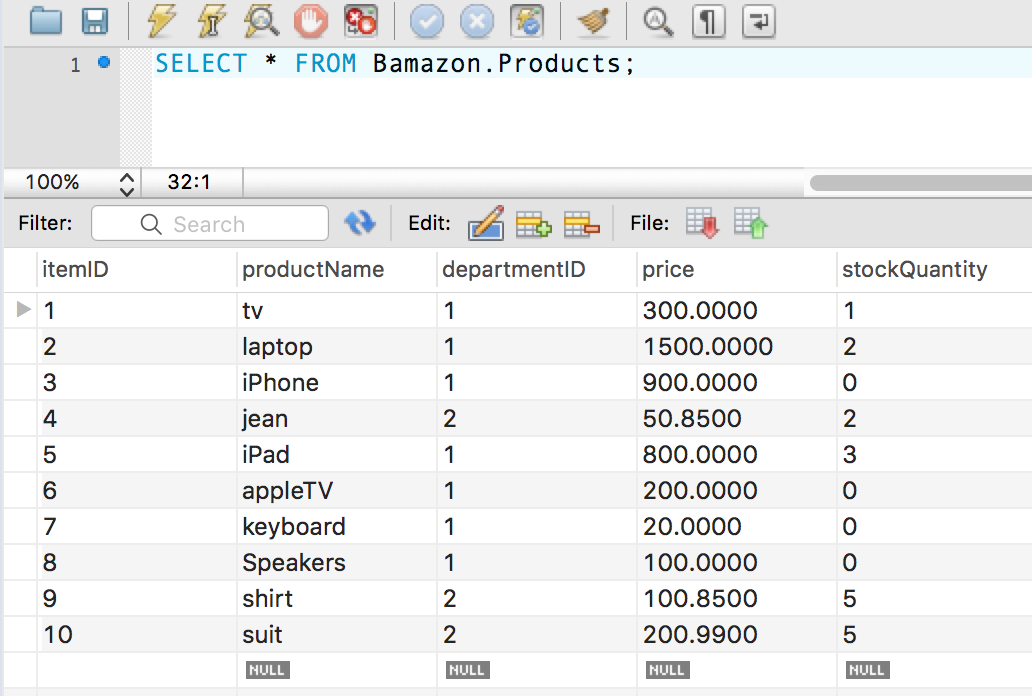 1 SELECT * FROM Bamazon.Products;
100% 32:1
Filter: Search Edit: File:
itemID productName departmentID price stockQuantity
1 tv 1 300.0000 1
2 laptop 1 1500.0000 2
3 iPhone 1 900.0000 0
4 jean 2 50.8500 2
5 iPad 1 800.0000 3
6 appleTV 1 200.0000 0
7 keyboard 1 20.0000 0
8 Speakers 1 100.0000 0
9 shirt 2 100.8500 5
10 suit 2 200.9900 5
NULL NULL NULL NULL